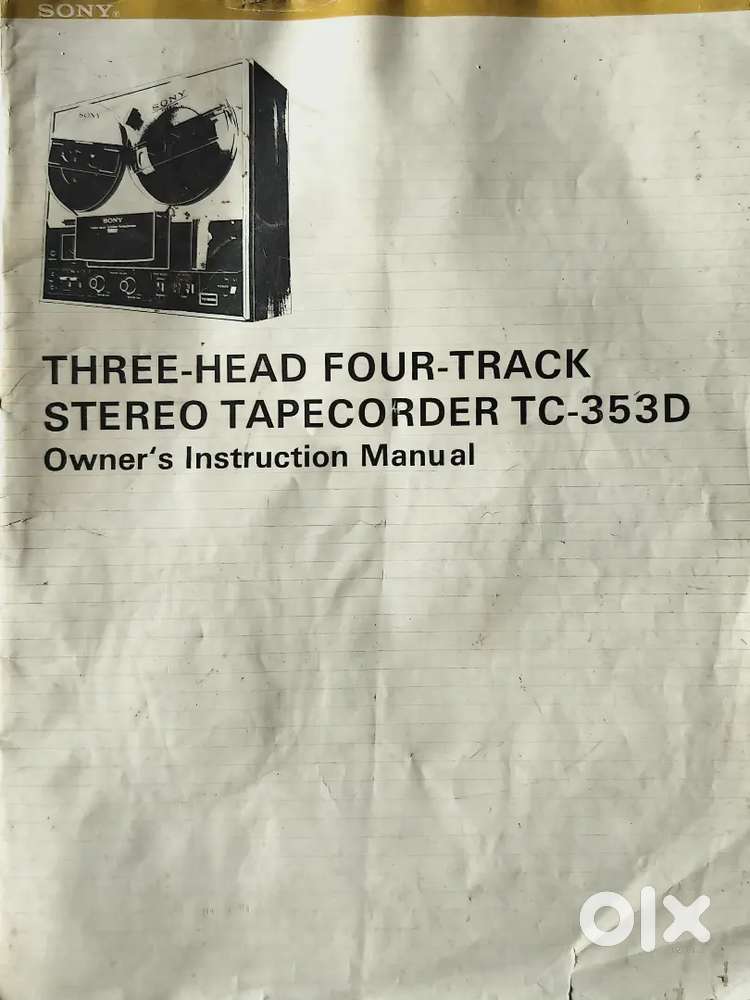 SONY
SONY
SONY
SONY
THREE-HEAD FOUR-TRACK
STEREO TAPECORDER TC-353D
Owner's Instruction Manual
olx